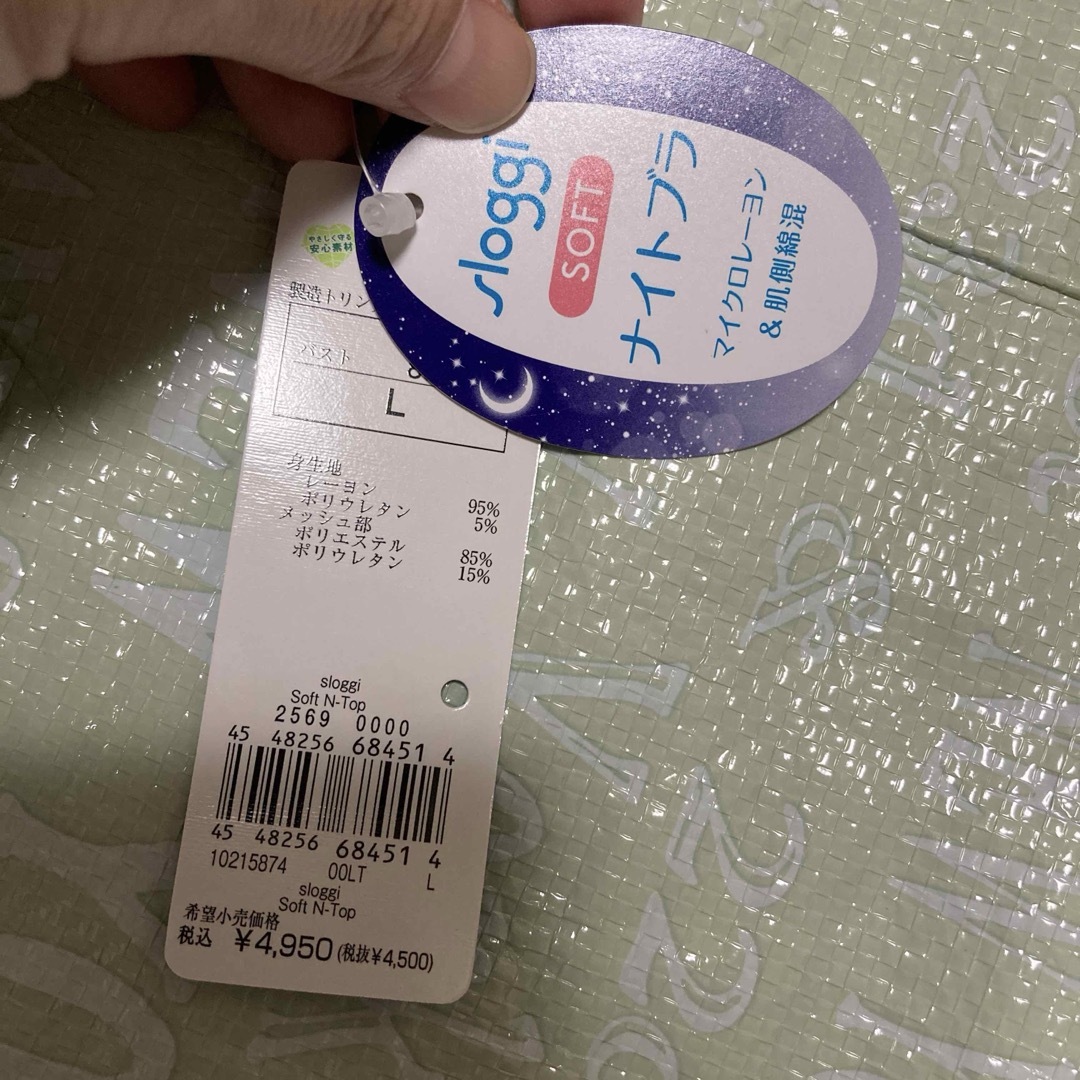 sloggi
SOFT
ナイトブラ
マイクロレーヨン
&肌側綿混
やさしく守る
安心素材
製造トリン
バスト
L
身生地
レーヨン 95%
ポリウレタン 5%
メッシュ部
ポリエステル 85%
ポリウレタン 15%
sloggi
Soft N-Top
2569 0000
45 48256 68451 4
45 48256 68451 4
10215874 00LT L
sloggi
Soft N-Top
希望小売価格
税込 ¥4,950(税抜¥4,500)